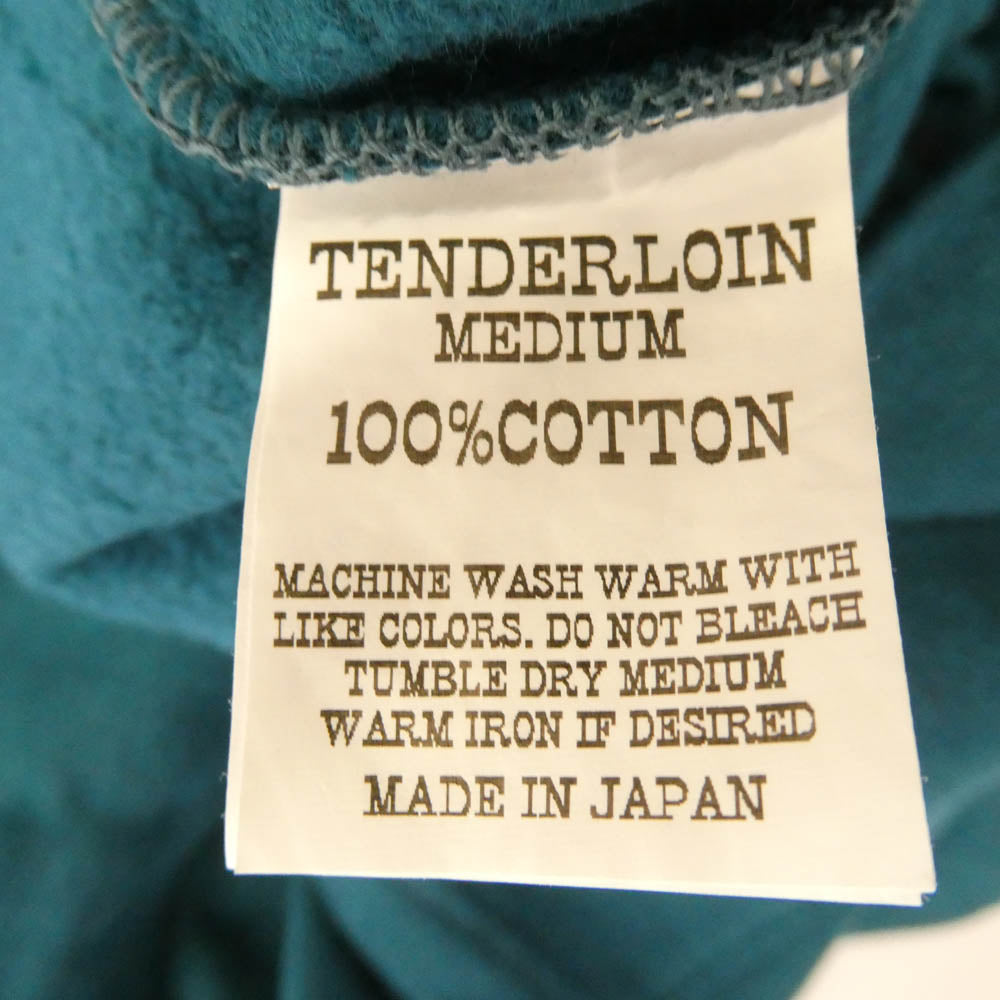 TENDERLOIN
MEDIUM
100%COTTON
MACHINE WASH WARM WITH
LIKE COLORS. DO NOT BLEACH
TUMBLE DRY MEDIUM
WARM IRON IF DESIRED
MADE IN JAPAN